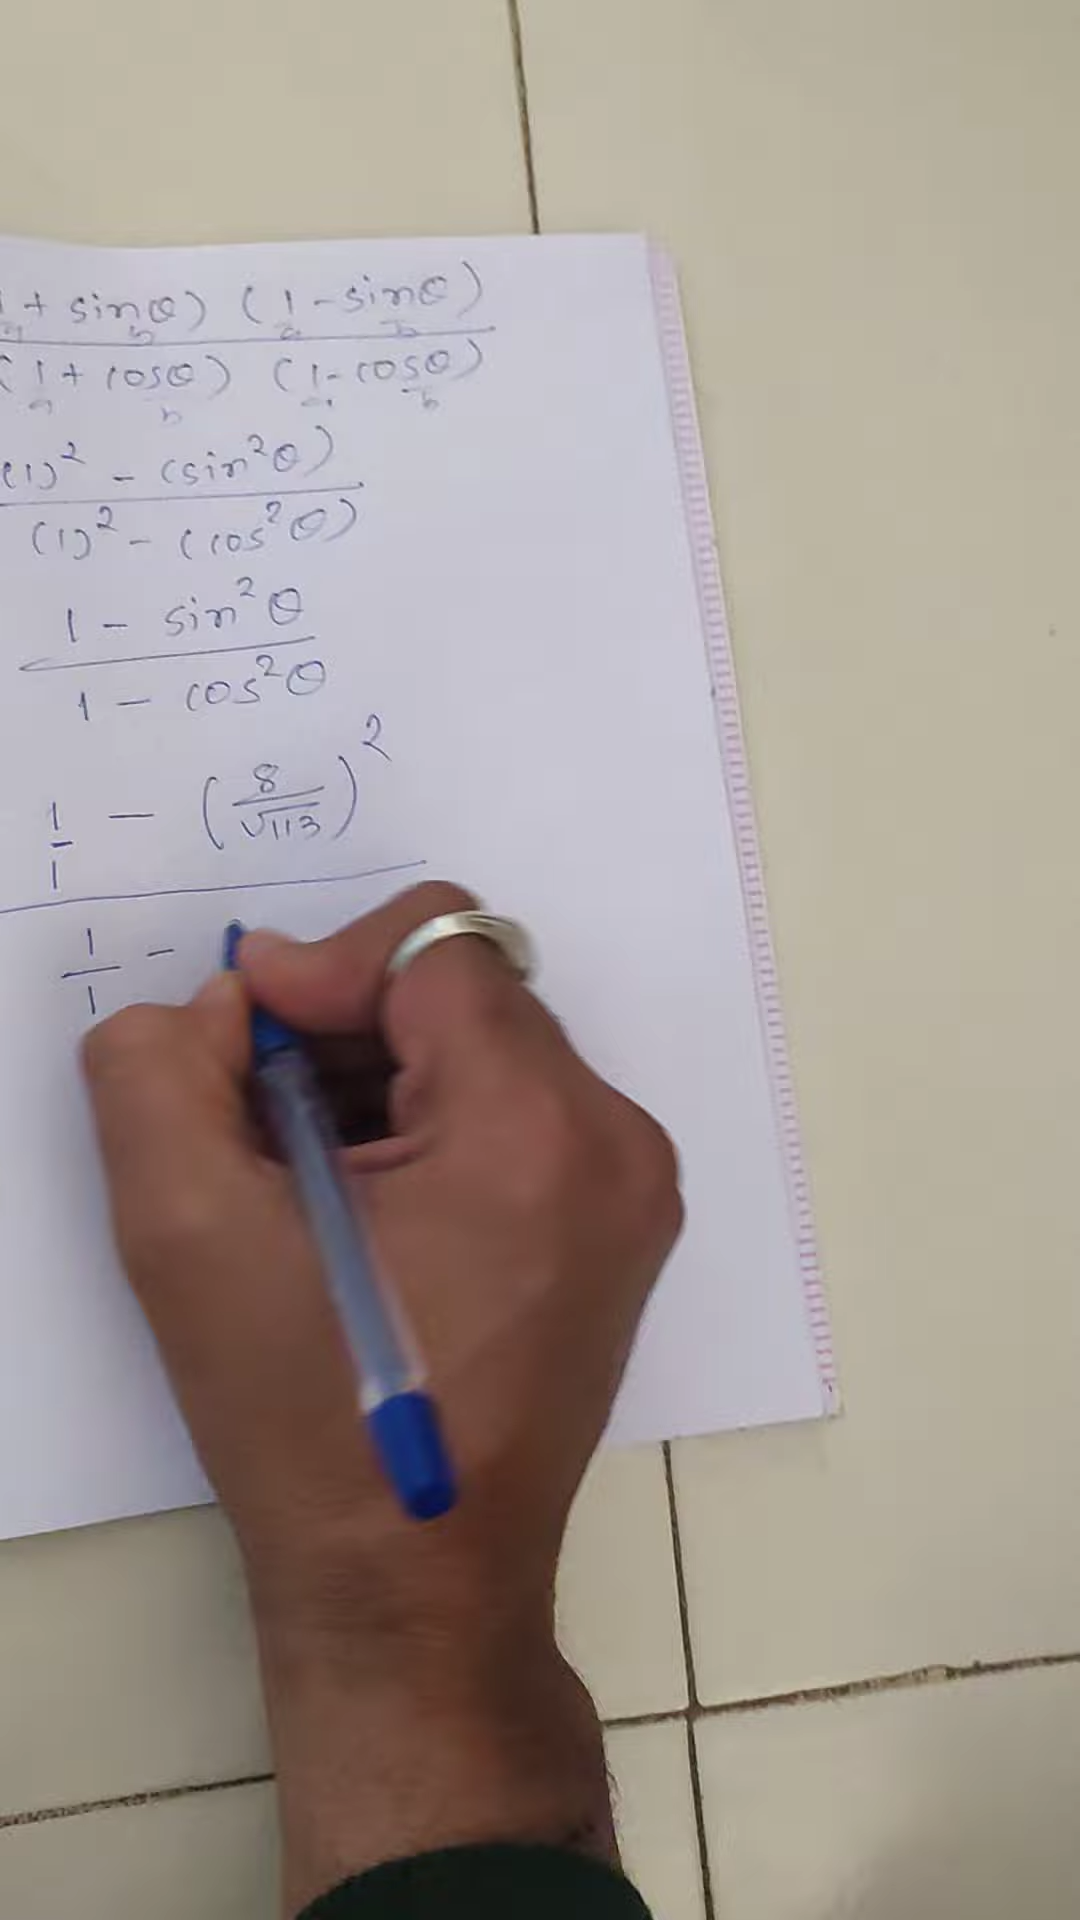 1 + sinθ) (1 - sinθ)
a b a b
(1 + cosθ) (1 - cosθ)
a b a b
(1)² - (sin²θ)
(1)² - (cos²θ)
1 - sin²θ
1 - cos²θ
1/1 - (8/√113)²
1/1 -